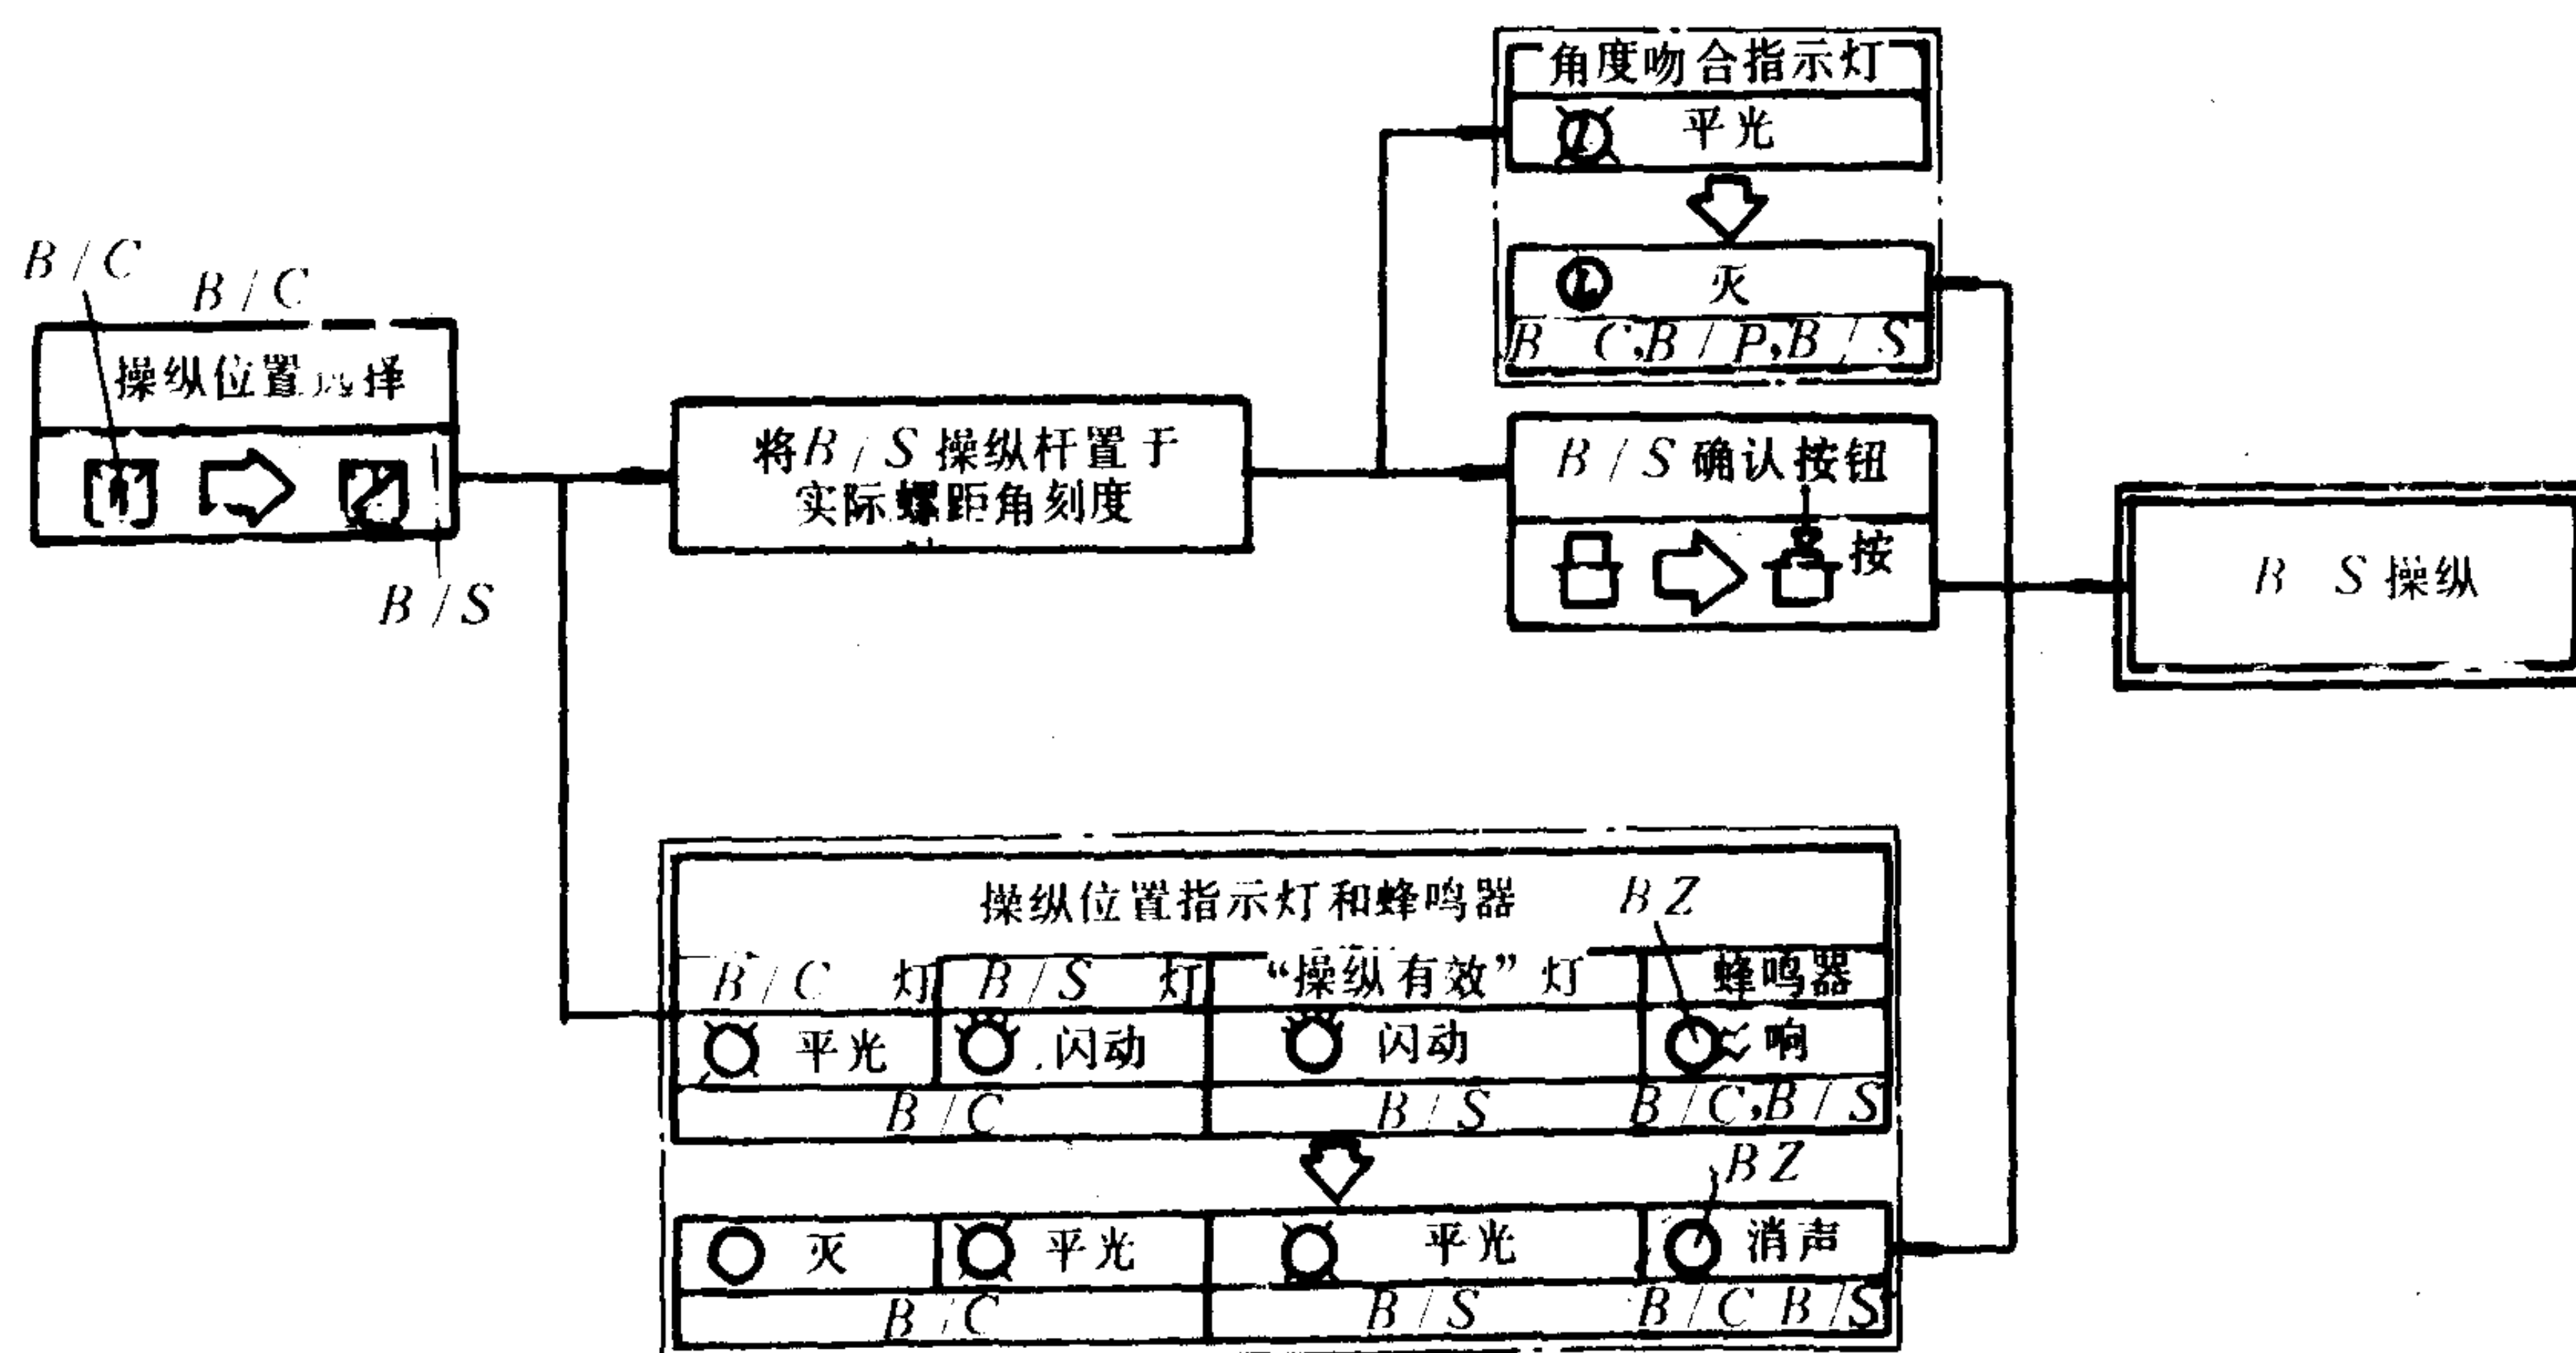 B/C
B/C
操纵位置选择
B/S
将B/S操纵杆置于
实际螺距角刻度
角度吻合指示灯
平光
灭
B C,B/P,B/S
B/S确认按钮
按
B S操纵
操纵位置指示灯和蜂鸣器
BZ
B/C 灯 B/S 灯 “操纵有效”灯 蜂鸣器
平光 闪动 闪动 响
B/C B/S B/C,B/S
BZ
灭 平光 平光 消声
B/C B/S B/C B/S